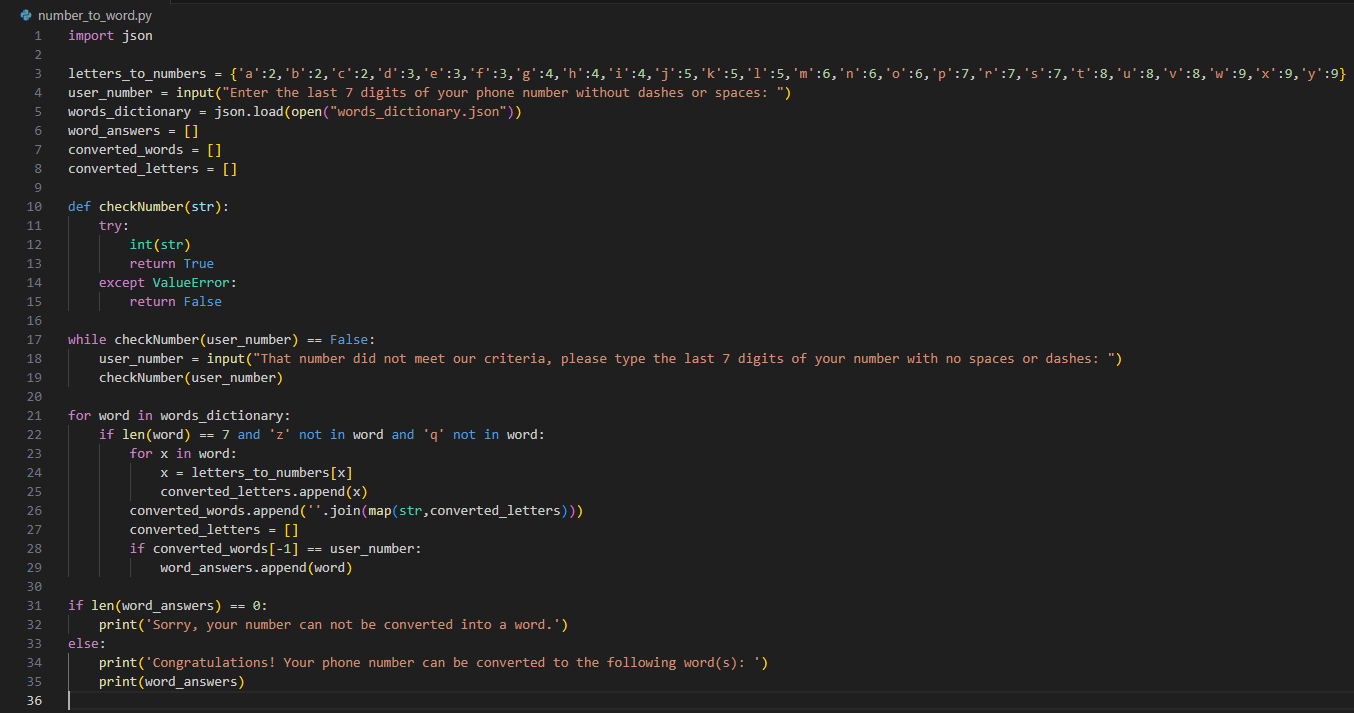 number_to_word.py
1 import json
2
3 letters_to_numbers = {'a':2,'b':2,'c':2,'d':3,'e':3,'f':3,'g':4,'h':4,'i':4,'j':5,'k':5,'l':5,'m':6,'n':6,'o':6,'p':7,'r':7,'s':7,'t':8,'u':8,'v':8,'w':9,'x':9,'y':9}
4 user_number = input("Enter the last 7 digits of your phone number without dashes or spaces: ")
5 words_dictionary = json.load(open("words_dictionary.json"))
6 word_answers = []
7 converted_words = []
8 converted_letters = []
9
10 def checkNumber(str):
11     try:
12         int(str)
13         return True
14     except ValueError:
15         return False
16
17 while checkNumber(user_number) == False:
18     user_number = input("That number did not meet our criteria, please type the last 7 digits of your number with no spaces or dashes: ")
19     checkNumber(user_number)
20
21 for word in words_dictionary:
22     if len(word) == 7 and 'z' not in word and 'q' not in word:
23         for x in word:
24             x = letters_to_numbers[x]
25             converted_letters.append(x)
26         converted_words.append(''.join(map(str,converted_letters)))
27         converted_letters = []
28         if converted_words[-1] == user_number:
29             word_answers.append(word)
30
31 if len(word_answers) == 0:
32     print('Sorry, your number can not be converted into a word.')
33 else:
34     print('Congratulations! Your phone number can be converted to the following word(s): ')
35     print(word_answers)
36